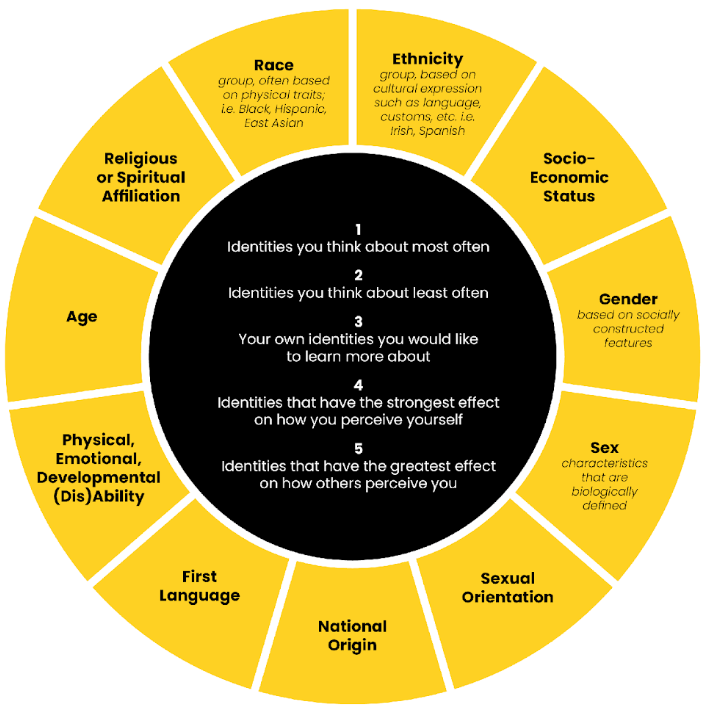 Race
group, often based
on physical traits;
i.e. Black, Hispanic,
East Asian
Ethnicity
group, based on
cultural expression
such as language,
customs, etc. i.e.
Irish, Spanish
Socio-
Economic
Status
Gender
based on socially
constructed
features
Sex
characteristics
that are
biologically
defined
Sexual
Orientation
National
Origin
First
Language
Physical,
Emotional,
Developmental
(Dis)Ability
Age
Religious
or Spiritual
Affiliation
1
Identities you think about most often
2
Identities you think about least often
3
Your own identities you would like
to learn more about
4
Identities that have the strongest effect
on how you perceive yourself
5
Identities that have the greatest effect
on how others perceive you